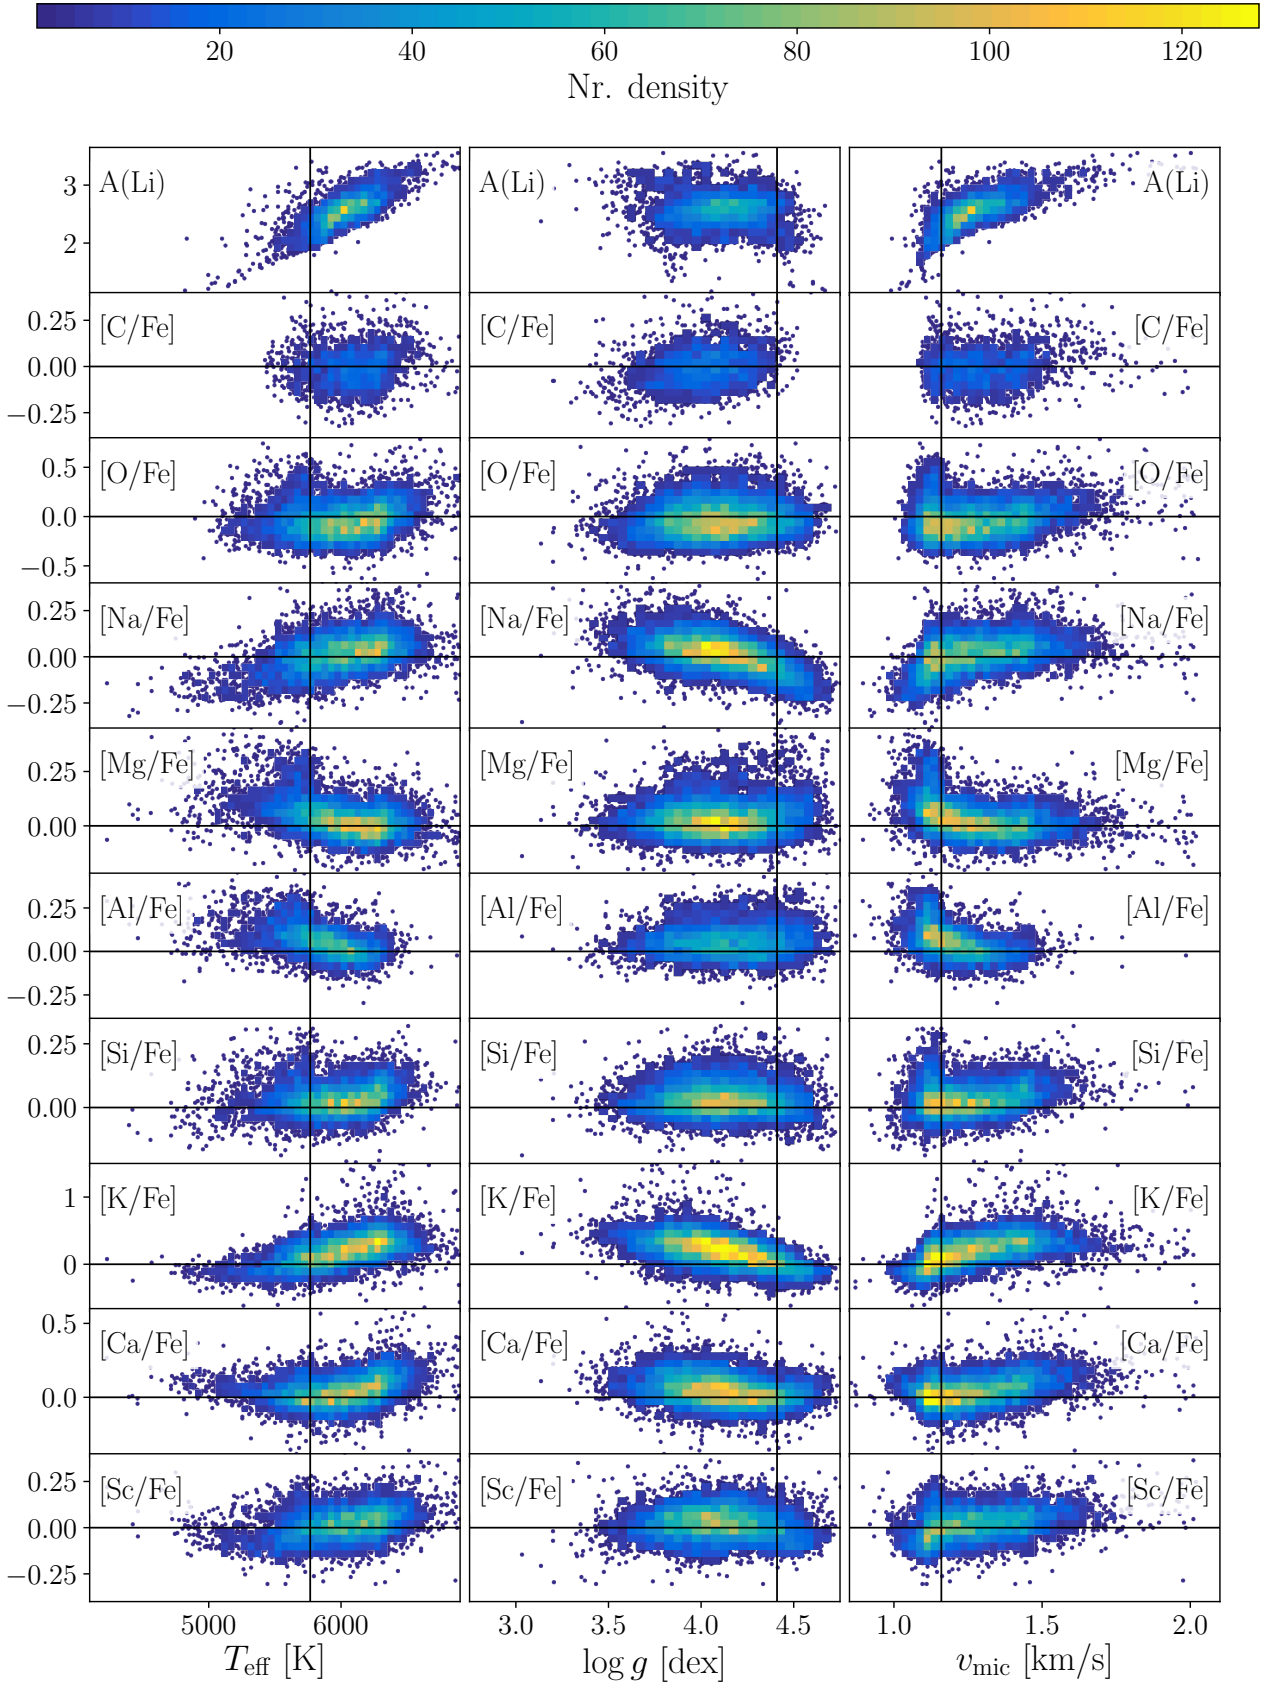 20 40 60 80 100 120
Nr. density
3
2
A(Li) A(Li) A(Li)
0.25
0.00
−0.25
[C/Fe] [C/Fe] [C/Fe]
0.5
0.0
−0.5
[O/Fe] [O/Fe] [O/Fe]
0.25
0.00
−0.25
[Na/Fe] [Na/Fe] [Na/Fe]
0.25
0.00
[Mg/Fe] [Mg/Fe] [Mg/Fe]
0.25
0.00
−0.25
[Al/Fe] [Al/Fe] [Al/Fe]
0.25
0.00
[Si/Fe] [Si/Fe] [Si/Fe]
1
0
[K/Fe] [K/Fe] [K/Fe]
0.5
0.0
[Ca/Fe] [Ca/Fe] [Ca/Fe]
0.25
0.00
−0.25
[Sc/Fe] [Sc/Fe] [Sc/Fe]
5000 6000 3.0 3.5 4.0 4.5 1.0 1.5 2.0
T_eff [K] log g [dex] v_mic [km/s]